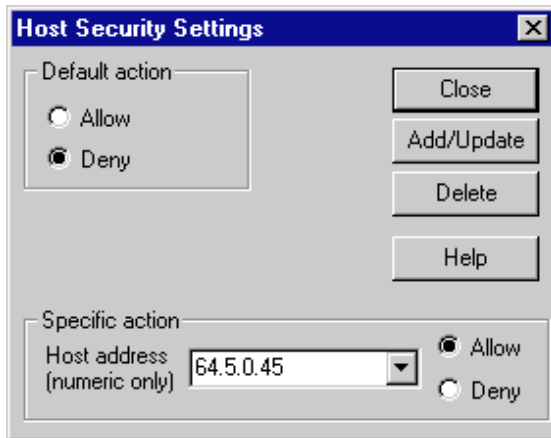 Host Security Settings
Default action
Allow
Deny
Close
Add/Update
Delete
Help
Specific action
Host address
(numeric only)
64.5.0.45
Allow
Deny